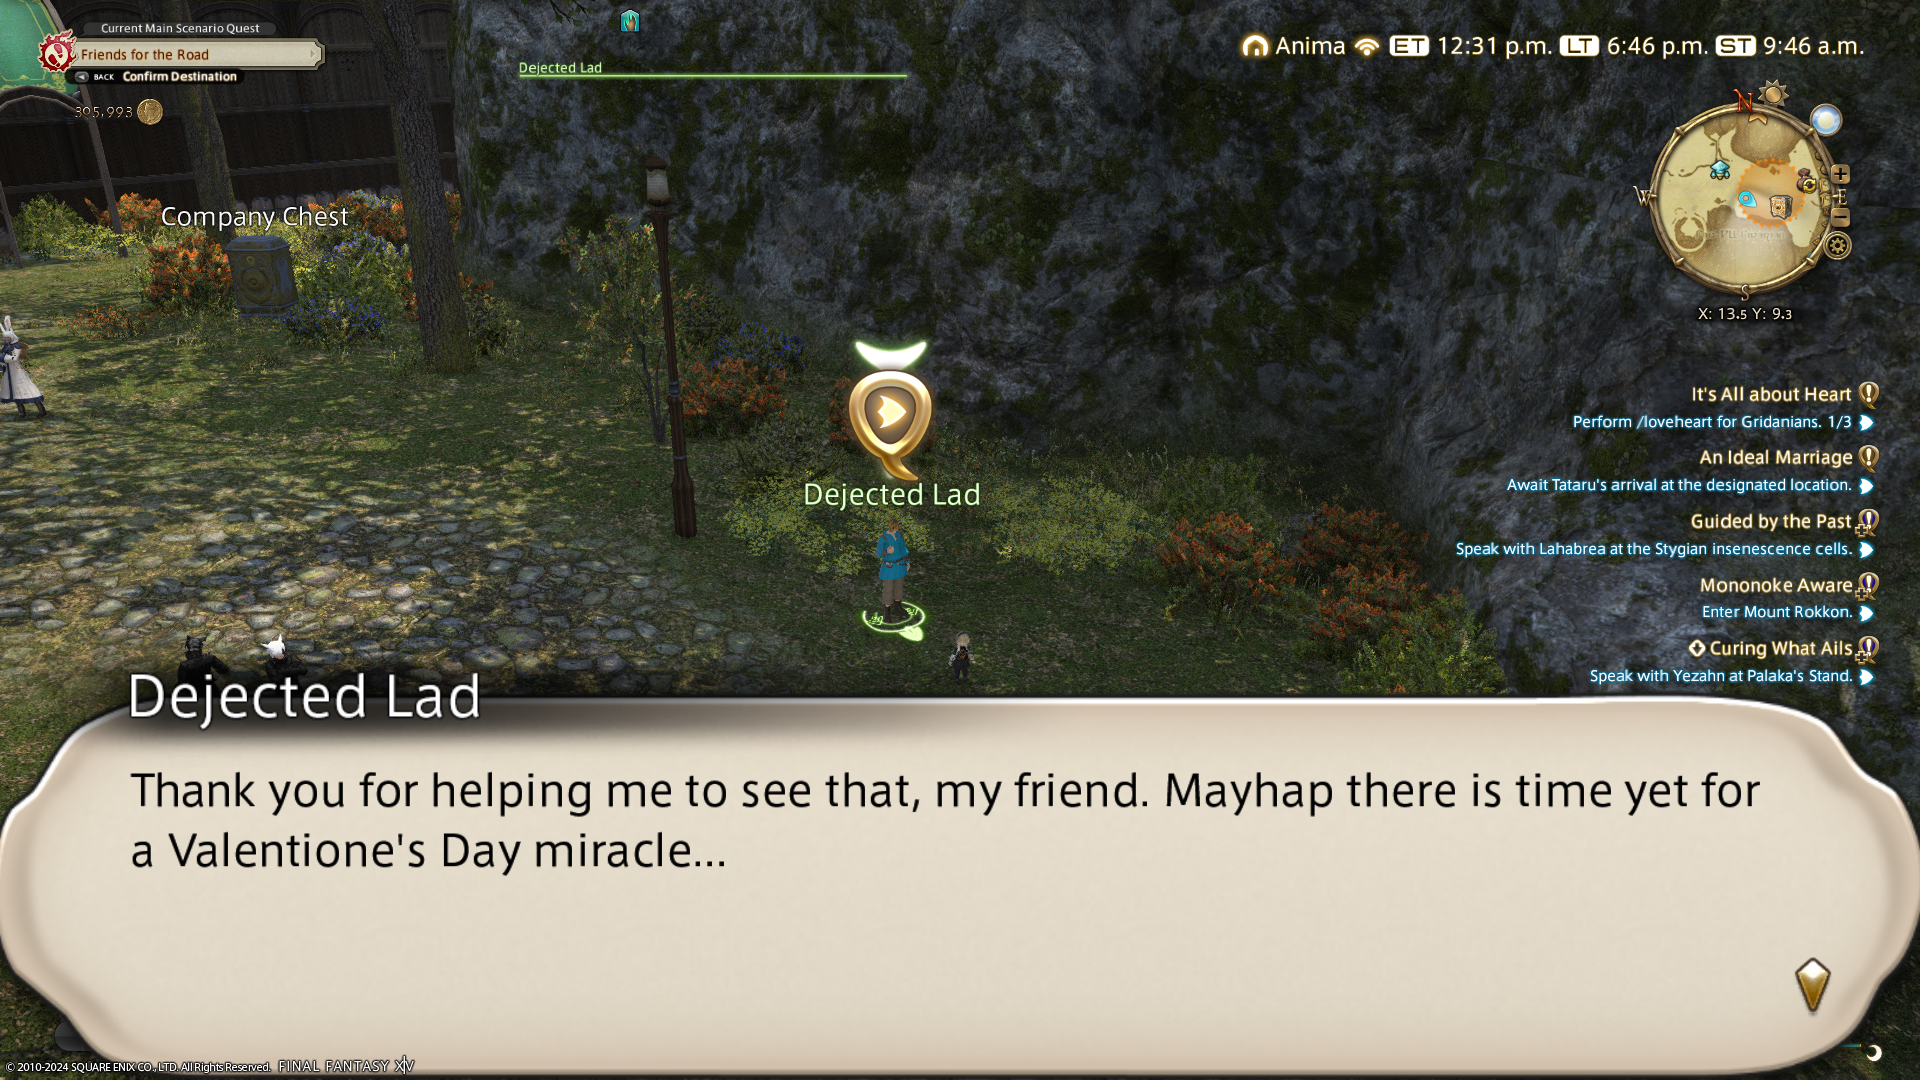 Current Main Scenario Quest
Friends for the Road
BACK Confirm Destination
395,993
Dejected Lad
Anima ET 12:31 p.m. LT 6:46 p.m. ST 9:46 a.m.
N
W
E
S
X: 13.5 Y: 9.3
Company Chest
It's All about Heart
Perform /loveheart for Gridanians. 1/3
An Ideal Marriage
Await Tataru's arrival at the designated location.
Guided by the Past
Speak with Lahabrea at the Stygian insenescence cells.
Mononoke Aware
Enter Mount Rokkon.
Curing What Ails
Speak with Yezahn at Palaka's Stand.
Dejected Lad
Dejected Lad
Thank you for helping me to see that, my friend. Mayhap there is time yet for
a Valentione's Day miracle...
© 2010-2024 SQUARE ENIX CO., LTD. All Rights Reserved. FINAL FANTASY XIV